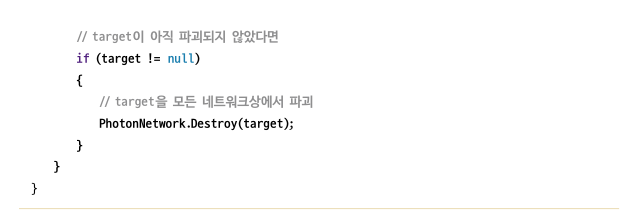 // target이 아직 파괴되지 않았다면
if (target != null)
{
// target을 모든 네트워크상에서 파괴
PhotonNetwork.Destroy(target);
}
}
}